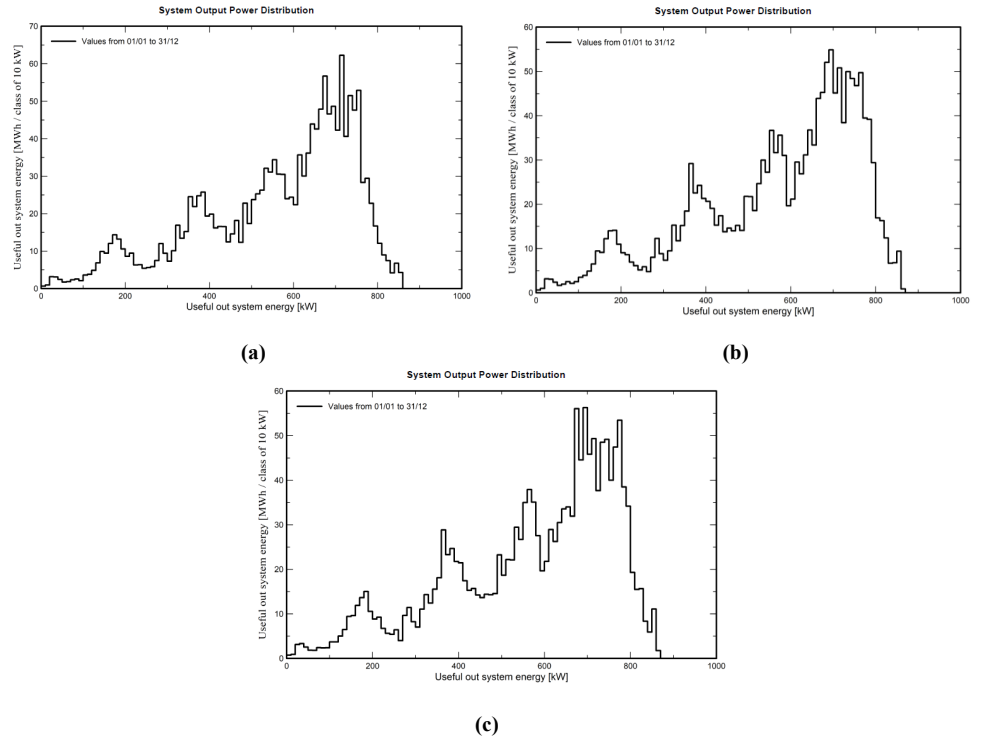 System Output Power Distribution
Values from 01/01 to 31/12
Useful out system energy [MWh / class of 10 kW]
70
60
50
40
30
20
10
0
0 200 400 600 800 1000
Useful out system energy [kW]
(a)
System Output Power Distribution
Values from 01/01 to 31/12
Useful out system energy [MWh / class of 10 kW]
60
50
40
30
20
10
0
0 200 400 600 800 1000
Useful out system energy [kW]
(b)
System Output Power Distribution
Values from 01/01 to 31/12
Useful out system energy [MWh / class of 10 kW]
60
50
40
30
20
10
0
0 200 400 600 800 1000
Useful out system energy [kW]
(c)